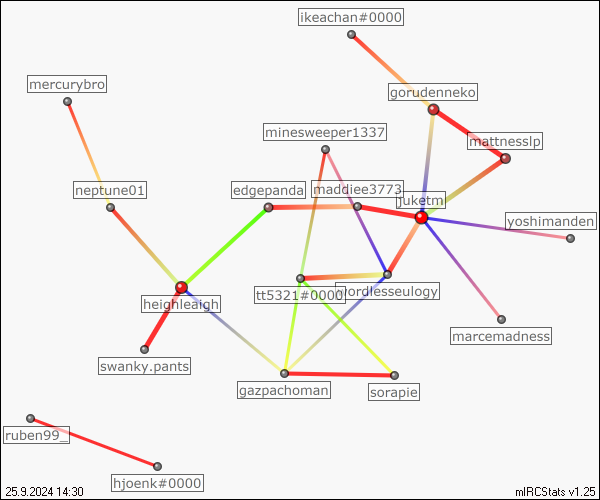 ikeachan#0000
mercurybro
gorudenneko
minesweeper1337
mattnesslp
neptune01
edgepanda
maddiee3773
juketm
yoshimanden
tt5321#0000
wordlesseulogy
heighleaigh
marcemadness
swanky.pants
gazpachoman
sorapie
ruben99_
hjoenk#0000
25.9.2024 14:30
mIRCStats v1.25